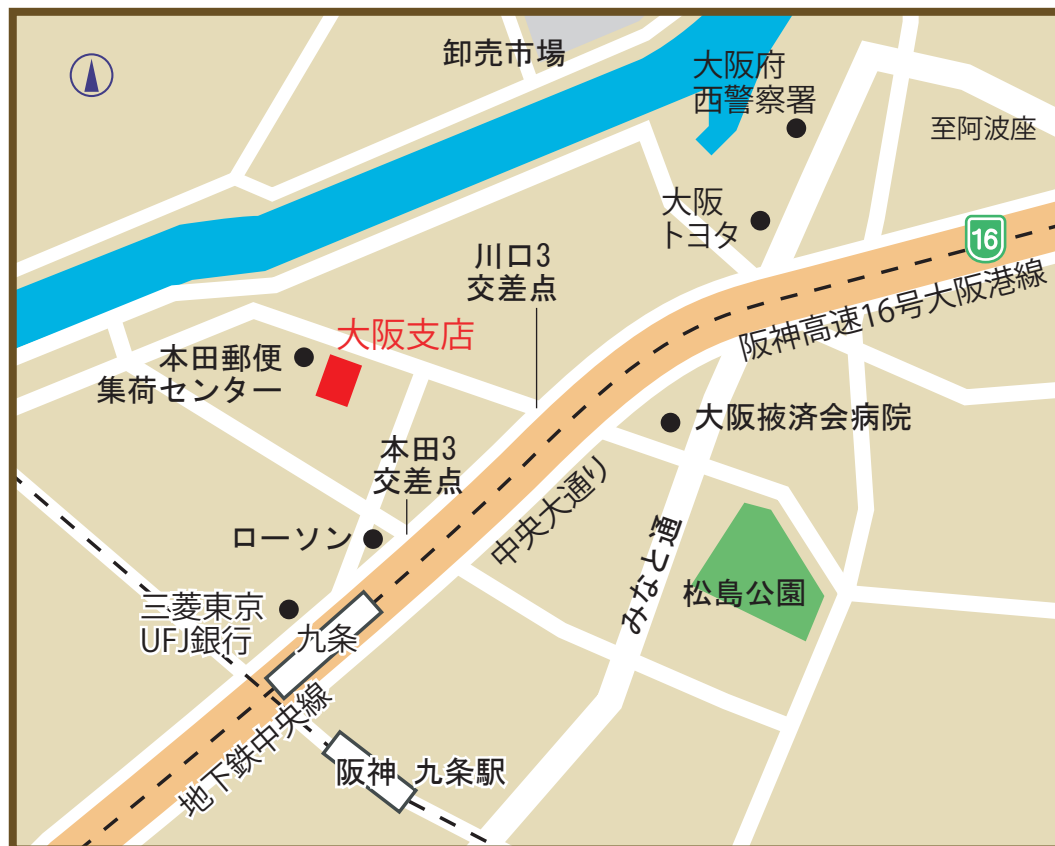 卸売市場
大阪府
西警察署
至阿波座
大阪
トヨタ
16
川口3
交差点
阪神高速16号大阪港線
大阪支店
本田郵便
集荷センター
大阪掖済会病院
本田3
交差点
中央大通り
ローソン
みなと通
松島公園
三菱東京
UFJ銀行
九条
地下鉄中央線
阪神 九条駅